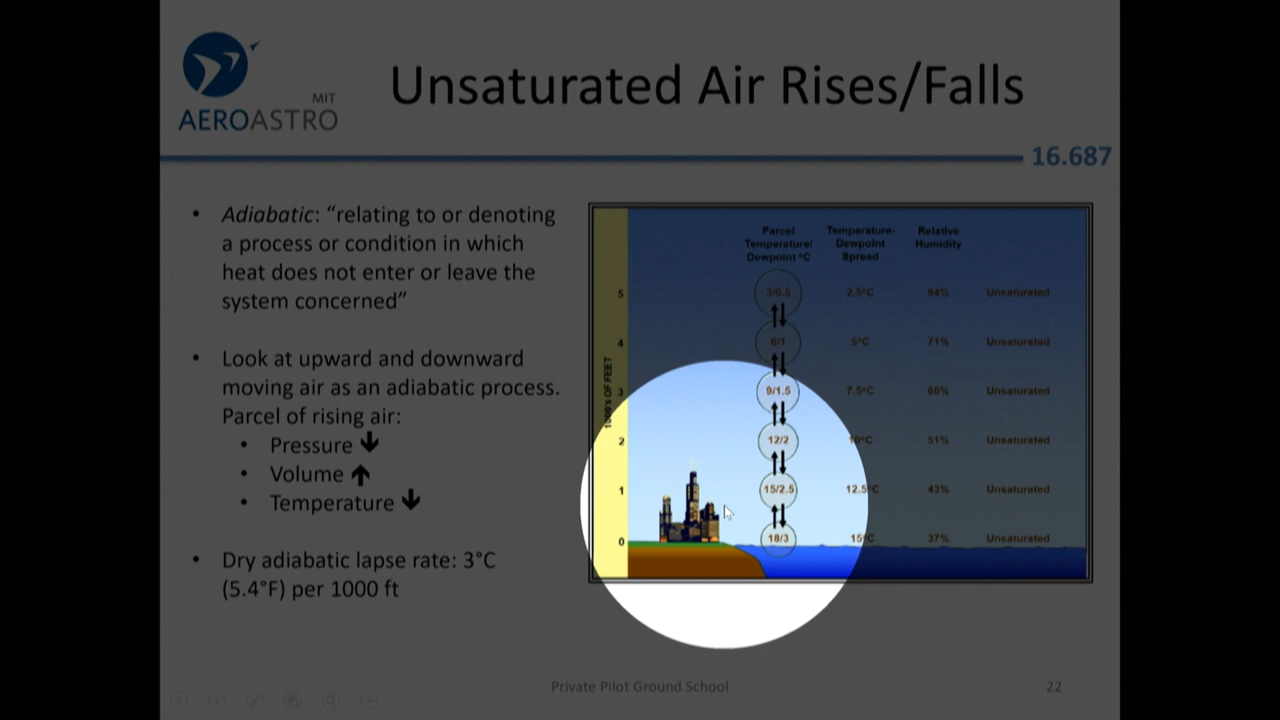 MIT
AEROASTRO
Unsaturated Air Rises/Falls
16.687
• Adiabatic: “relating to or denoting
a process or condition in which
heat does not enter or leave the
system concerned”
• Look at upward and downward
moving air as an adiabatic process.
Parcel of rising air:
• Pressure
• Volume
• Temperature
• Dry adiabatic lapse rate: 3°C
(5.4°F) per 1000 ft
Parcel Temperature/ Dewpoint °C
Temperature- Dewpoint Spread
Relative Humidity
1000's OF FEET
5 3/0.5 2.5°C 84% Unsaturated
4 6/1 5°C 71% Unsaturated
3 9/1.5 7.5°C 60% Unsaturated
2 12/2 10°C 51% Unsaturated
1 15/2.5 12.5°C 43% Unsaturated
0 18/3 15°C 37% Unsaturated
Private Pilot Ground School
22